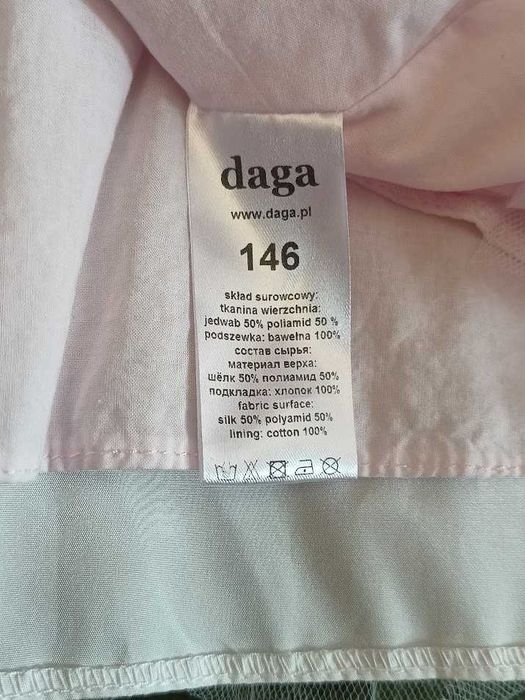 daga
www.daga.pl
146
skład surowcowy:
tkanina wierzchnia:
jedwab 50% poliamid 50 %
podszewka: bawełna 100%
состав сырья:
материал верха:
шёлк 50% полиамид 50%
подкладка: хлопок 100%
fabric surface:
silk 50% polyamid 50%
lining: cotton 100%